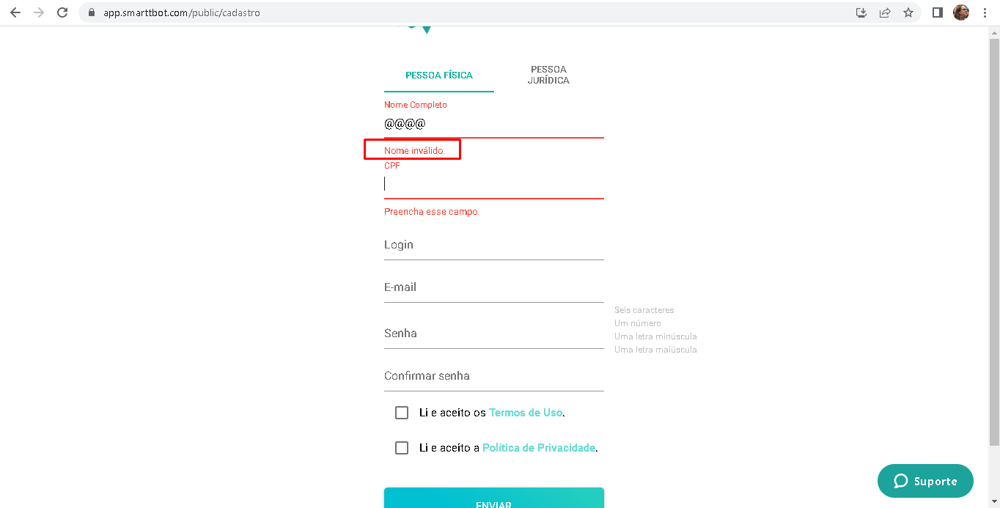 app.smarttbot.com/public/cadastro
PESSOA FÍSICA
PESSOA
JURÍDICA
Nome Completo
@@@@
Nome inválido.
CPF
Preencha esse campo.
Login
E-mail
Seis caracteres
Um número
Uma letra minúscula
Uma letra maiúscula
Senha
Confirmar senha
Li e aceito os Termos de Uso.
Li e aceito a Política de Privacidade.
Suporte
ENVIAR